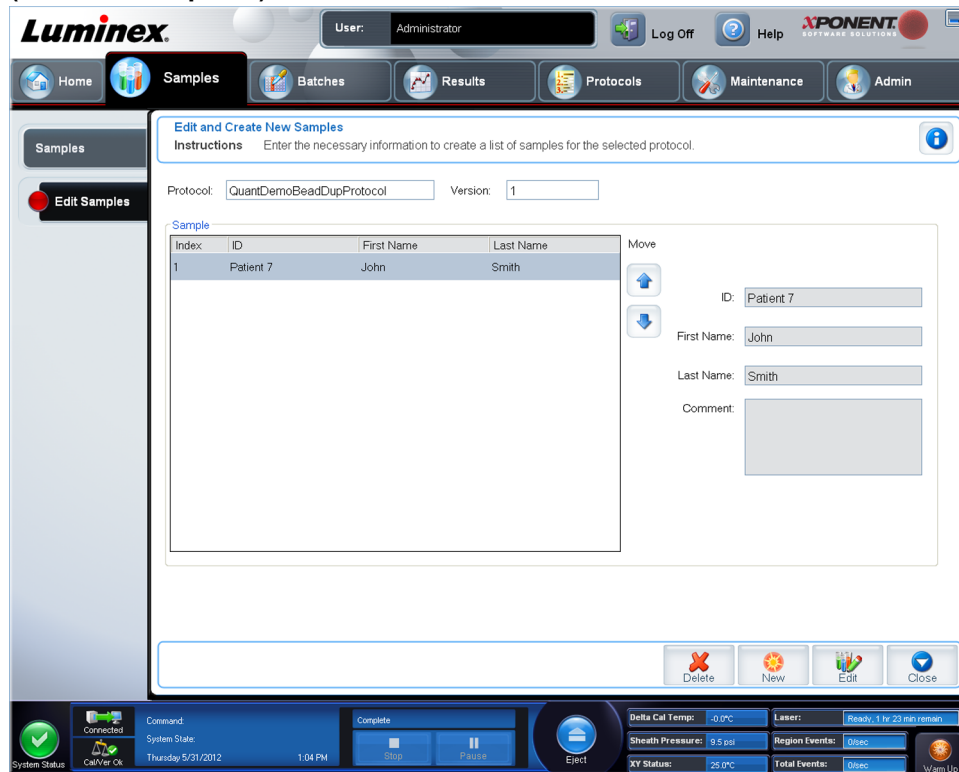 Luminex.
User: Administrator
Log Off
Help
XPONENT.
SOFTWARE SOLUTIONS
Home
Samples
Batches
Results
Protocols
Maintenance
Admin
Samples
Edit Samples
Edit and Create New Samples
Instructions Enter the necessary information to create a list of samples for the selected protocol.
Protocol: QuantDemoBeadDupProtocol Version: 1
Sample
Index ID First Name Last Name
1 Patient 7 John Smith
Move
ID: Patient 7
First Name: John
Last Name: Smith
Comment:
Delete
New
Edit
Close
System Status
Connected
Cal/Ver Ok
Command:
System State:
Thursday 5/31/2012 1:04 PM
Complete
Stop
Pause
Eject
Delta Cal Temp: -0.0°C
Sheath Pressure: 9.5 psi
XY Status: 25.0°C
Laser: Ready, 1 hr 23 min remain
Region Events: 0/sec
Total Events: 0/sec
Warm Up